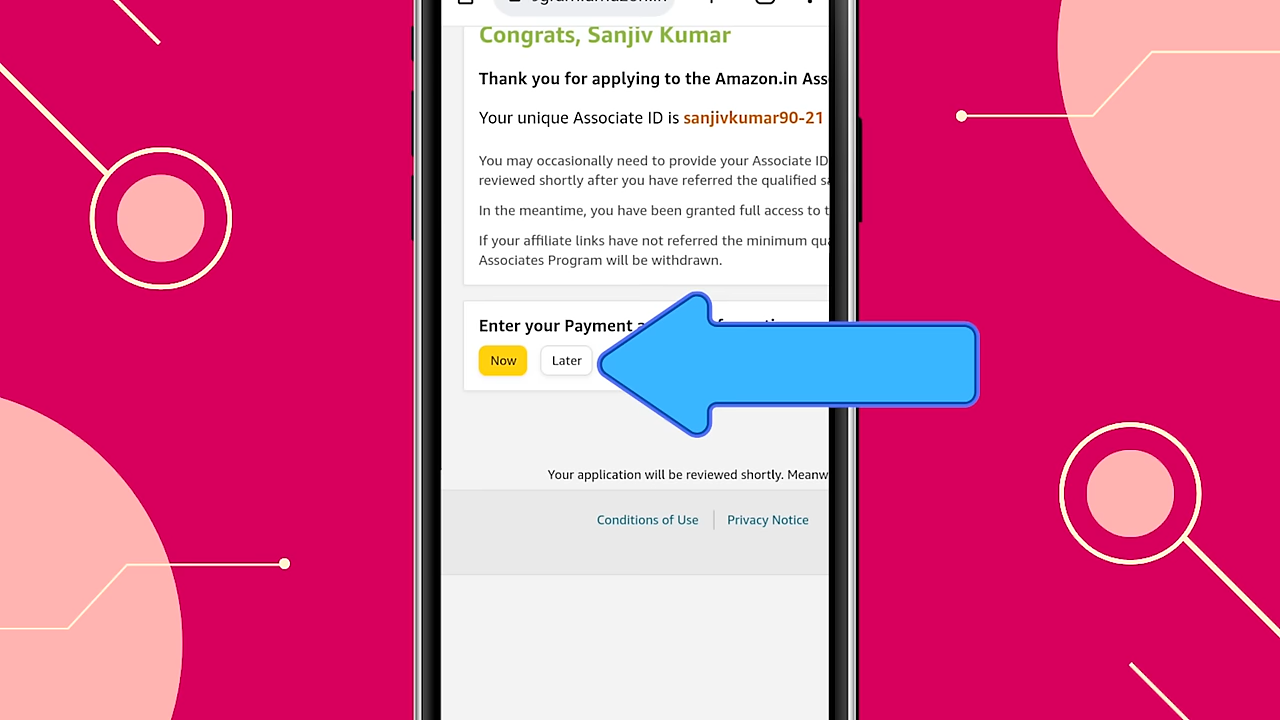 Congrats, Sanjiv Kumar
Thank you for applying to the Amazon.in
Your unique Associate ID is sanjivkumar90-21
You may occasionally need to provide your Associate ID
reviewed shortly after you have referred the qualified
In the meantime, you have been granted full access to
If your affiliate links have not referred the minimum
Associates Program will be withdrawn.
Enter your Payment
Now Later
Your application will be reviewed shortly.
Conditions of Use Privacy Notice